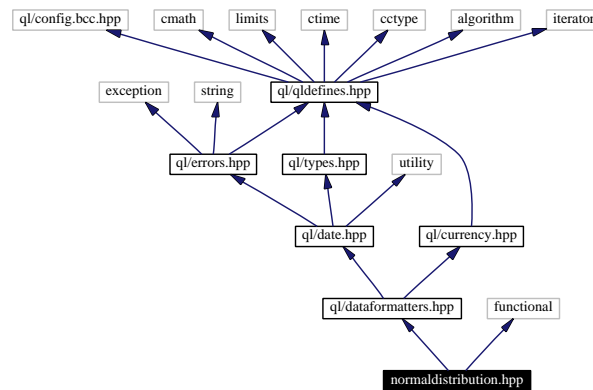 ql/config.bcc.hpp
cmath
limits
ctime
cctype
algorithm
iterator
exception
string
ql/qldefines.hpp
ql/errors.hpp
ql/types.hpp
utility
ql/date.hpp
ql/currency.hpp
ql/dataformatters.hpp
functional
normaldistribution.hpp